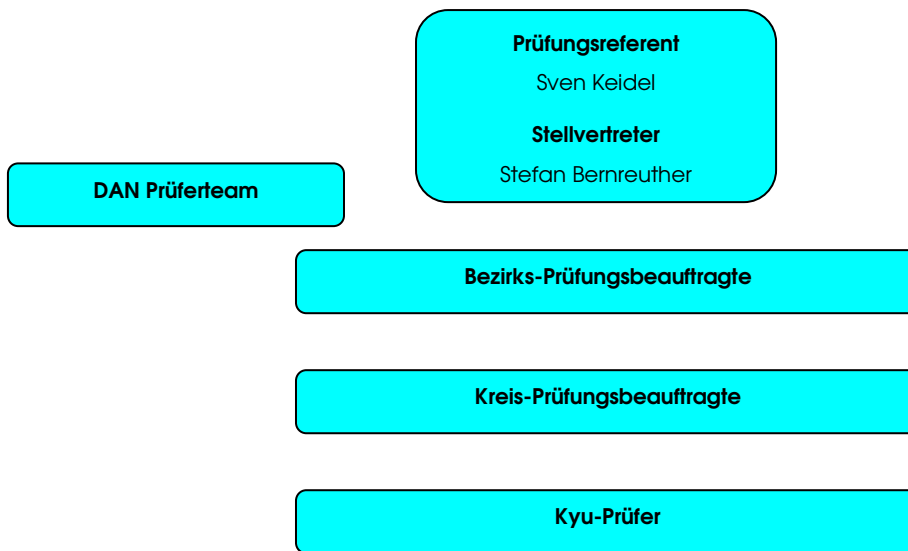 Prüfungsreferent
Sven Keidel
Stellvertreter
Stefan Bernreuther
DAN Prüferteam
Bezirks-Prüfungsbeauftragte
Kreis-Prüfungsbeauftragte
Kyu-Prüfer